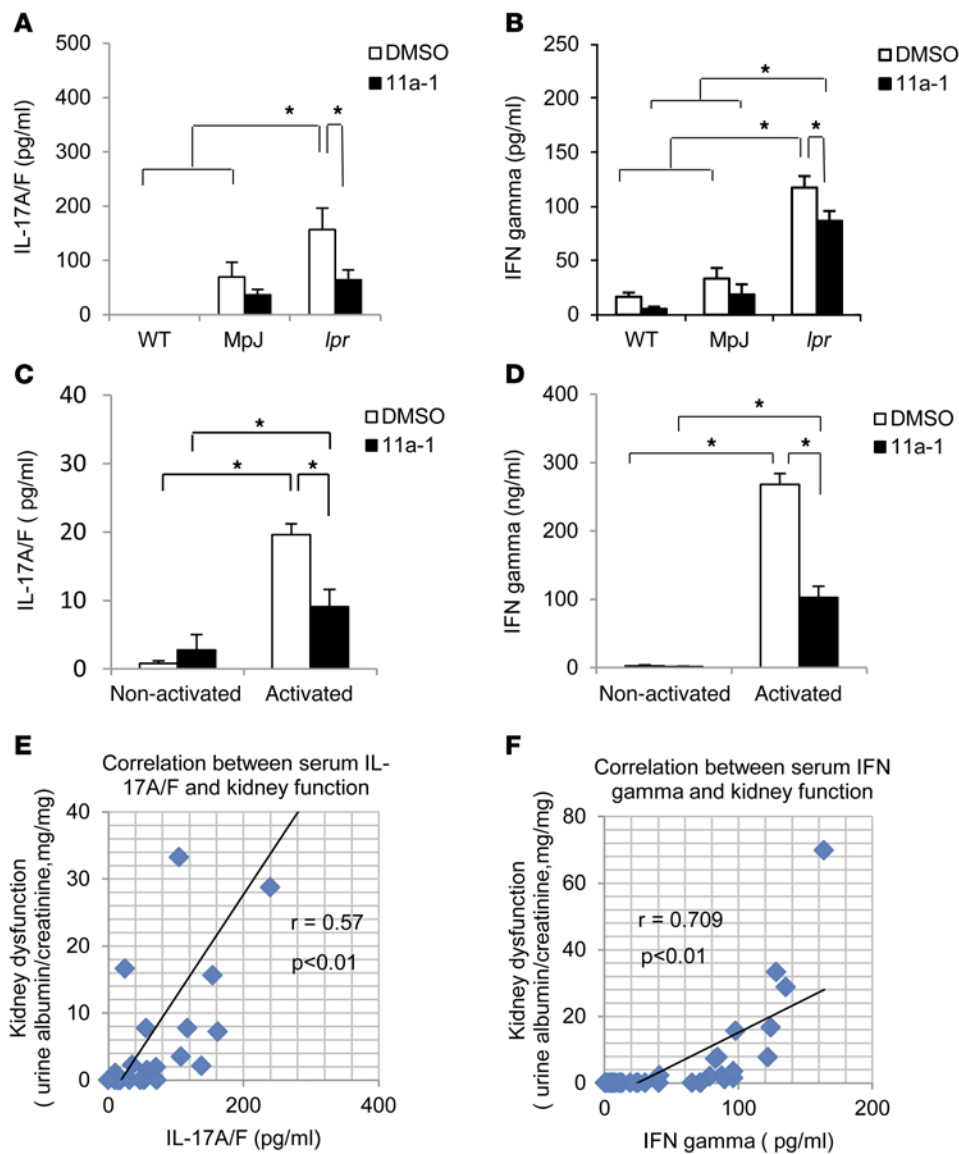 A
500
400
300
200
100
0
IL-17A/F (pg/ml)
DMSO
11a-1
*
*
WT MpJ lpr
B
250
200
150
100
50
0
IFN gamma (pg/ml)
DMSO
11a-1
*
*
*
WT MpJ lpr
C
40
30
20
10
0
IL-17A/F ( pg/ml)
DMSO
11a-1
*
*
*
Non-activated Activated
D
400
300
200
100
0
IFN gamma (ng/ml)
DMSO
11a-1
*
*
*
Non-activated Activated
E
Correlation between serum IL-
17A/F and kidney function
40
30
20
10
0
Kidney dysfunction
( urine albumin/creatinine,mg/mg)
r = 0.57
p<0.01
0 200 400
IL-17A/F (pg/ml)
F
Correlation between serum IFN
gamma and kidney function
80
60
40
20
0
Kidney dysfunction
( urine albumin/creatinine,mg/mg)
r = 0.709
p<0.01
0 100 200
IFN gamma ( pg/ml)